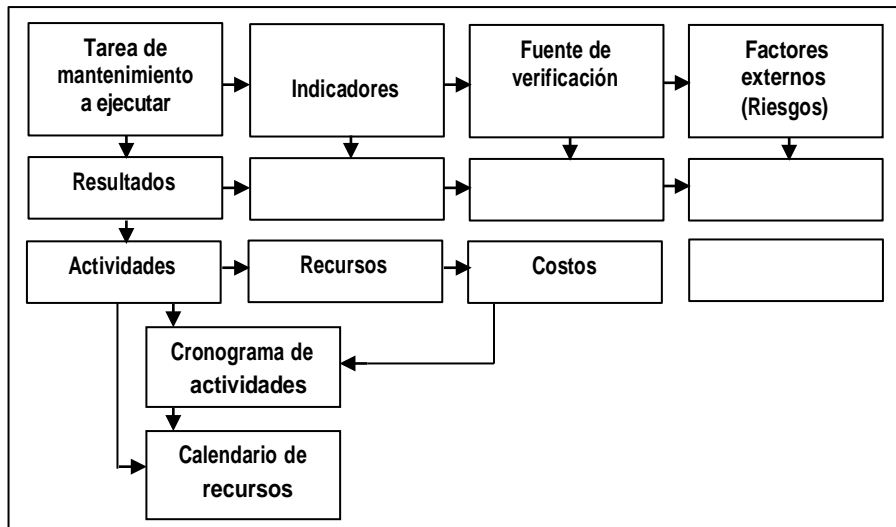 Tarea de
mantenimiento
a ejecutar
Indicadores
Fuente de
verificación
Factores
externos
(Riesgos)
Resultados
Actividades
Recursos
Costos
Cronograma de
actividades
Calendario de
recursos